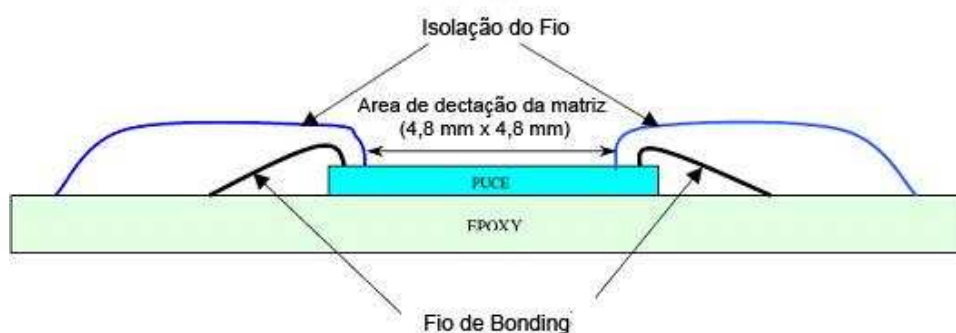 Isolação do Fio
Area de dectação da matriz
(4,8 mm x 4,8 mm)
PUCE
EPOXY
Fio de Bonding